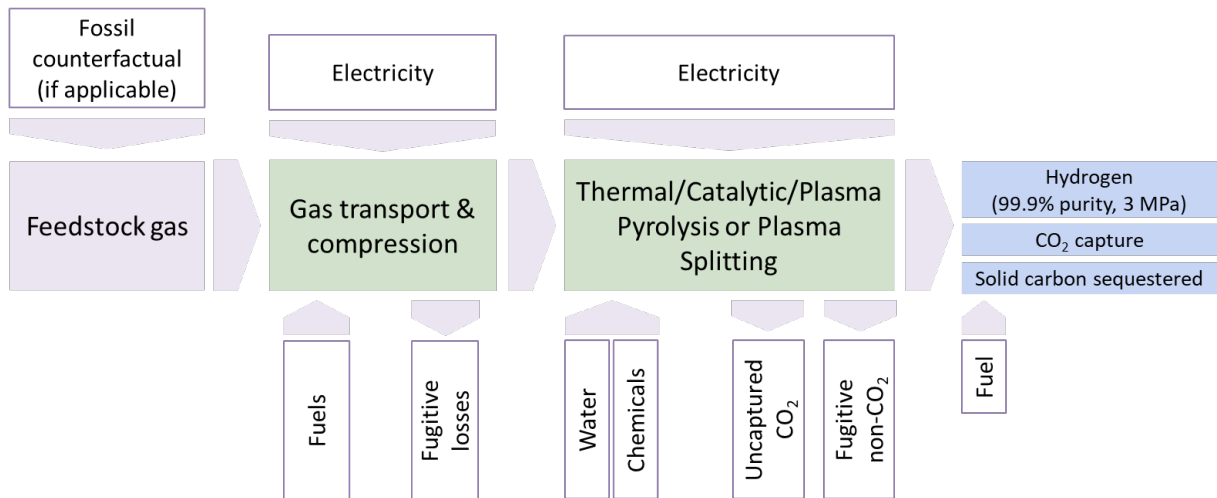 Fossil
counterfactual
(if applicable)
Electricity
Electricity
Feedstock gas
Gas transport &
compression
Thermal/Catalytic/Plasma
Pyrolysis or Plasma
Splitting
Hydrogen
(99.9% purity, 3 MPa)
CO₂ capture
Solid carbon sequestered
Fuels
Fugitive
losses
Water
Chemicals
Uncaptured
CO₂
Fugitive
non-CO₂
Fuel